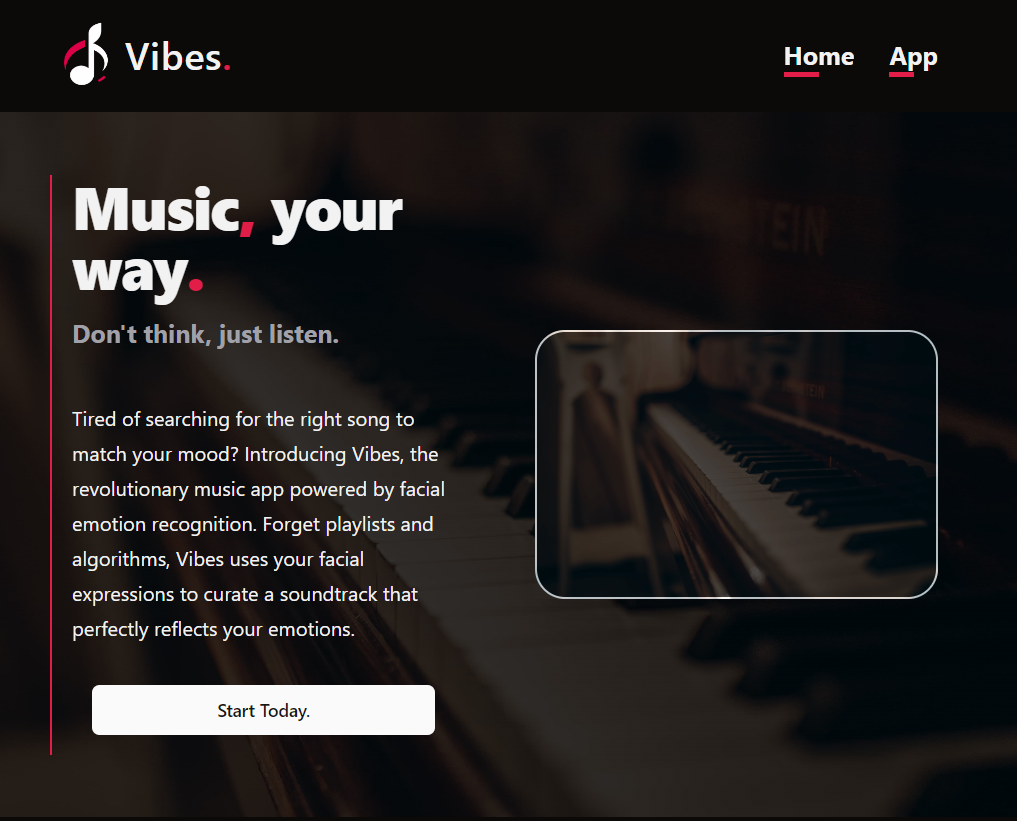 Vibes.
Home App
Music, your
way.
Don't think, just listen.
Tired of searching for the right song to
match your mood? Introducing Vibes, the
revolutionary music app powered by facial
emotion recognition. Forget playlists and
algorithms, Vibes uses your facial
expressions to curate a soundtrack that
perfectly reflects your emotions.
Start Today.